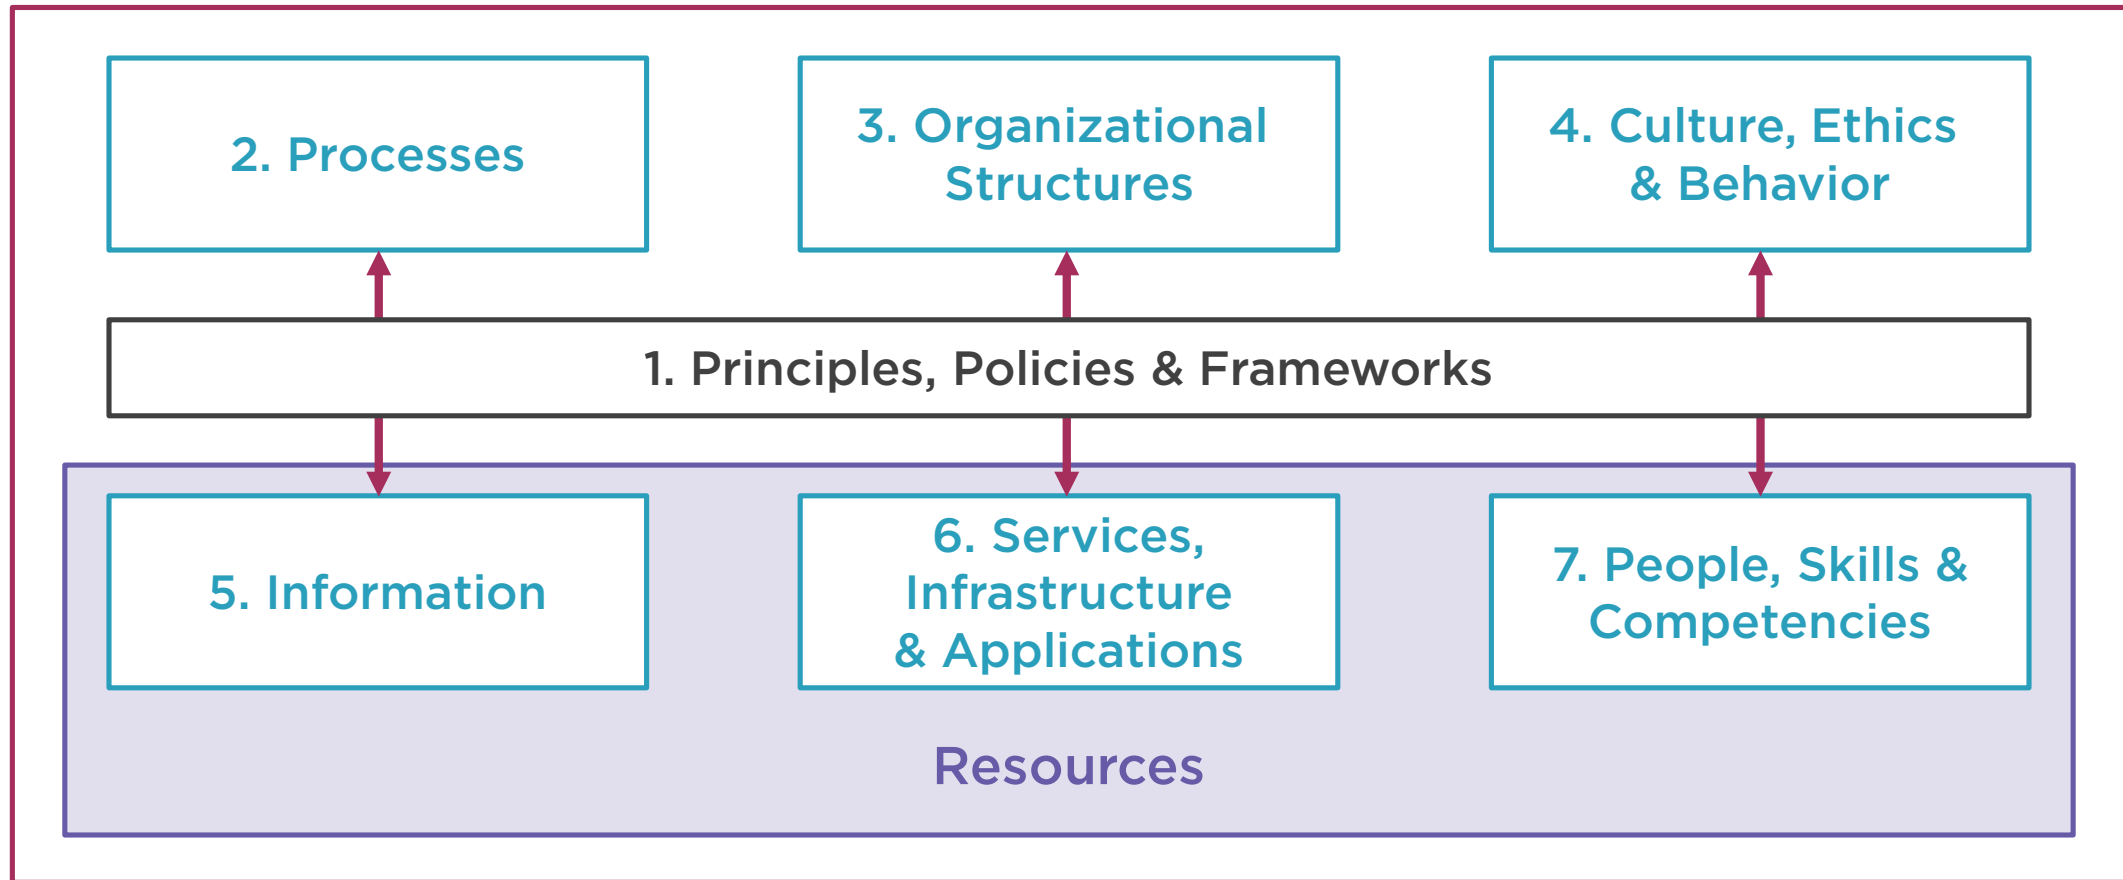 2. Processes
3. Organizational
Structures
4. Culture, Ethics
& Behavior
1. Principles, Policies & Frameworks
5. Information
6. Services,
Infrastructure
& Applications
7. People, Skills &
Competencies
Resources